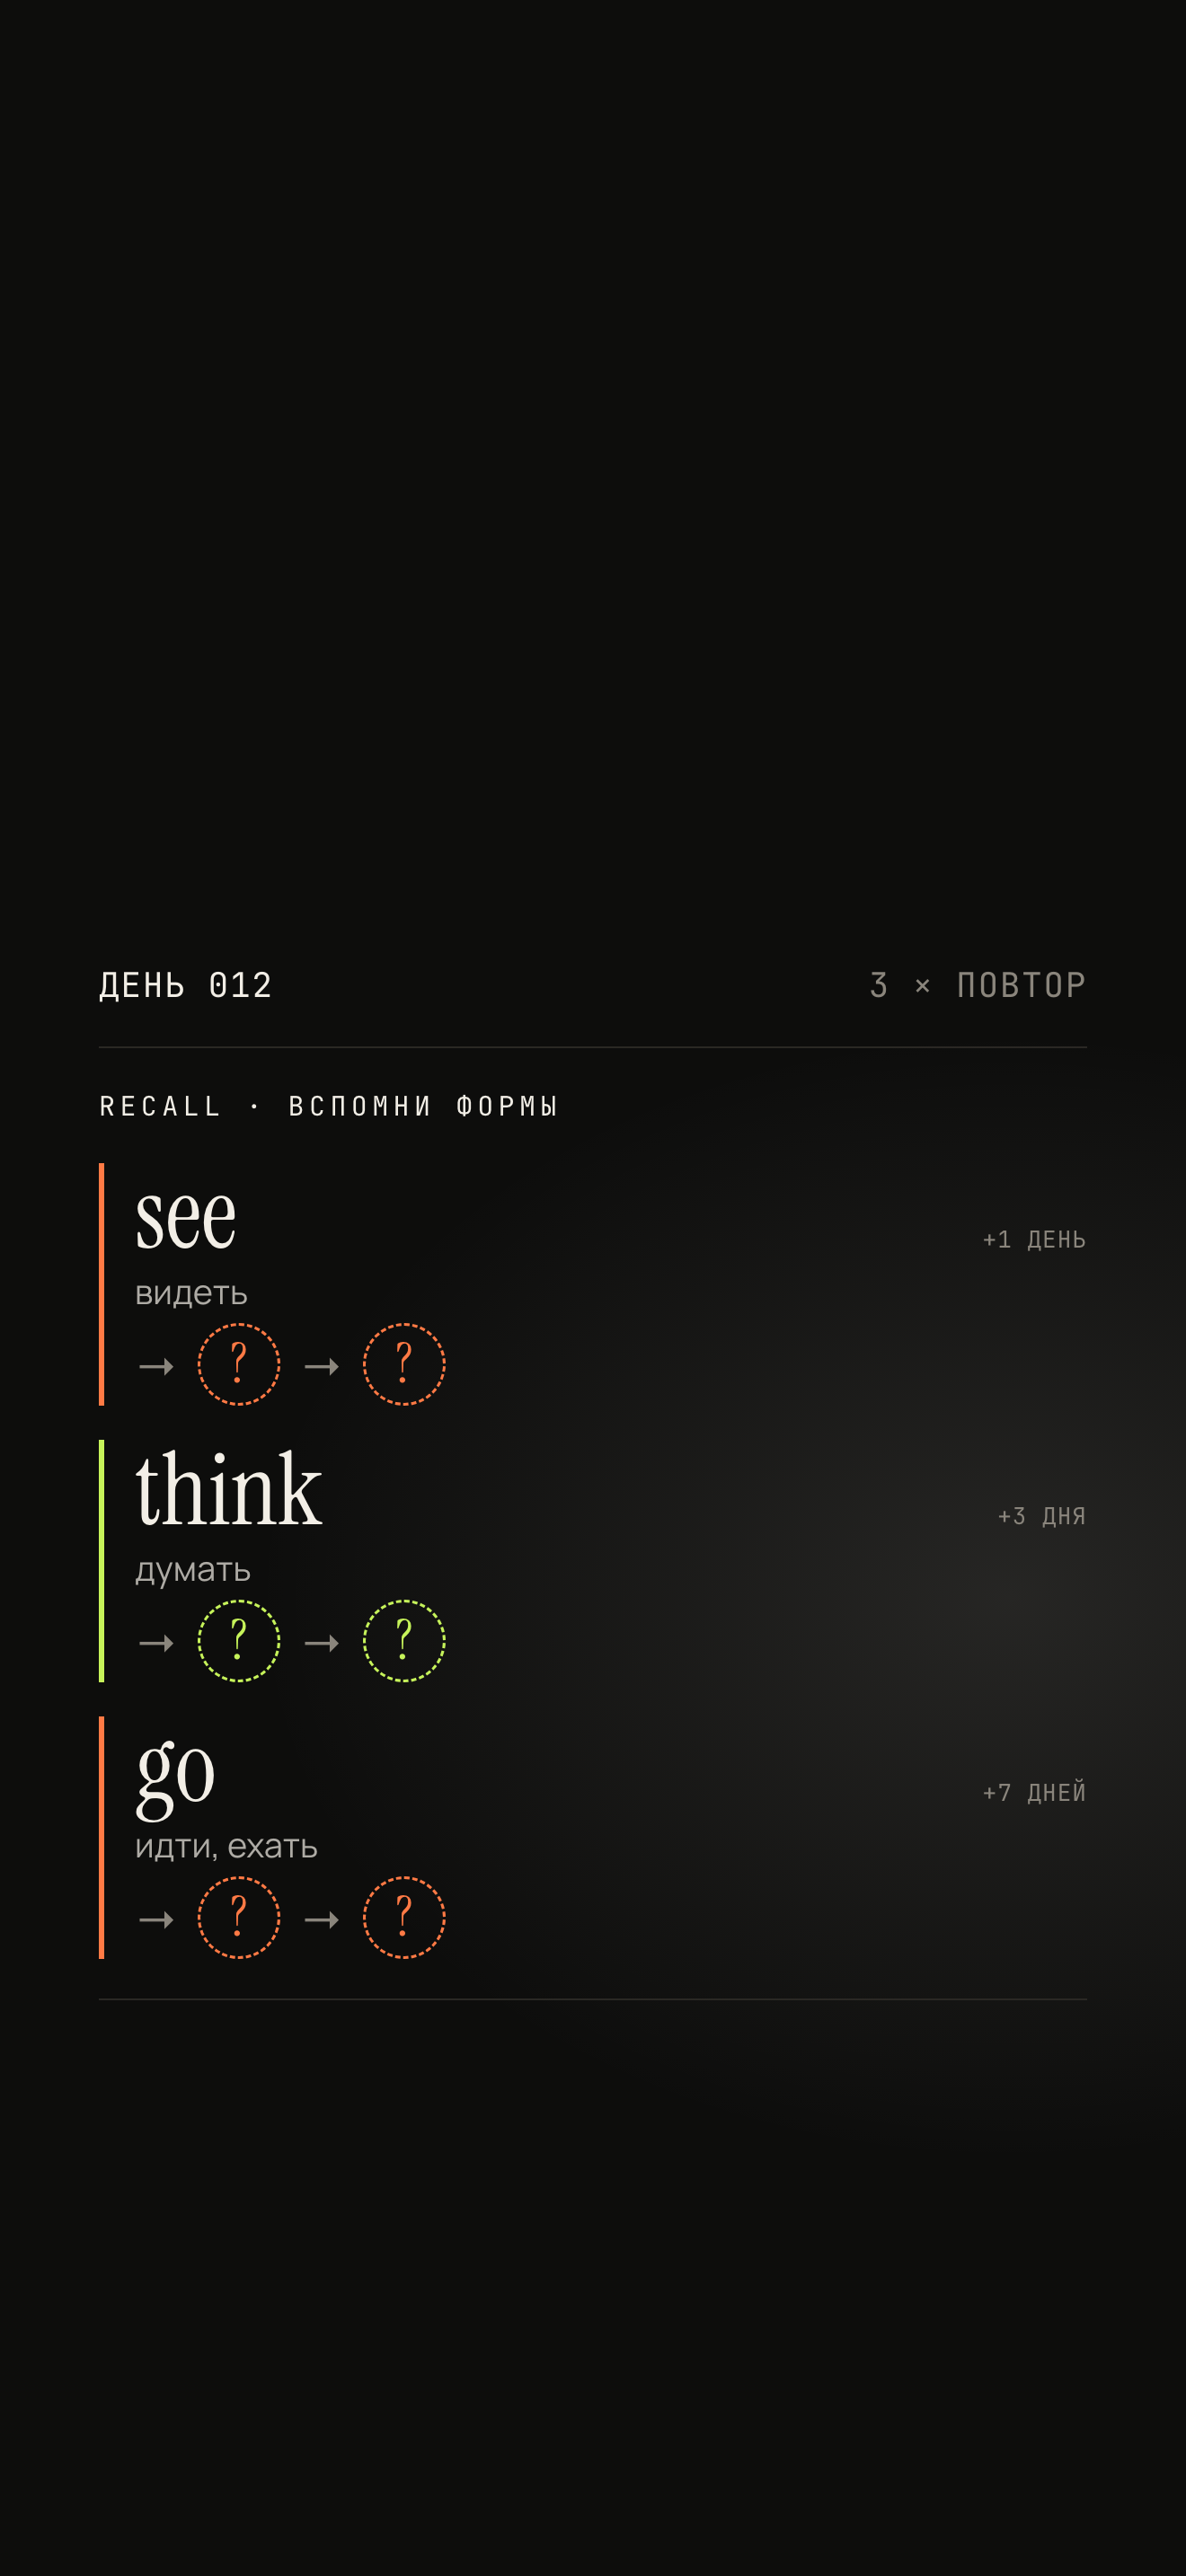 ДЕНЬ 012
3 × ПОВТОР
RECALL · ВСПОМНИ ФОРМЫ
see
+1 ДЕНЬ
видеть
→ ? → ?
think
+3 ДНЯ
думать
→ ? → ?
go
+7 ДНЕЙ
идти, ехать
→ ? → ?